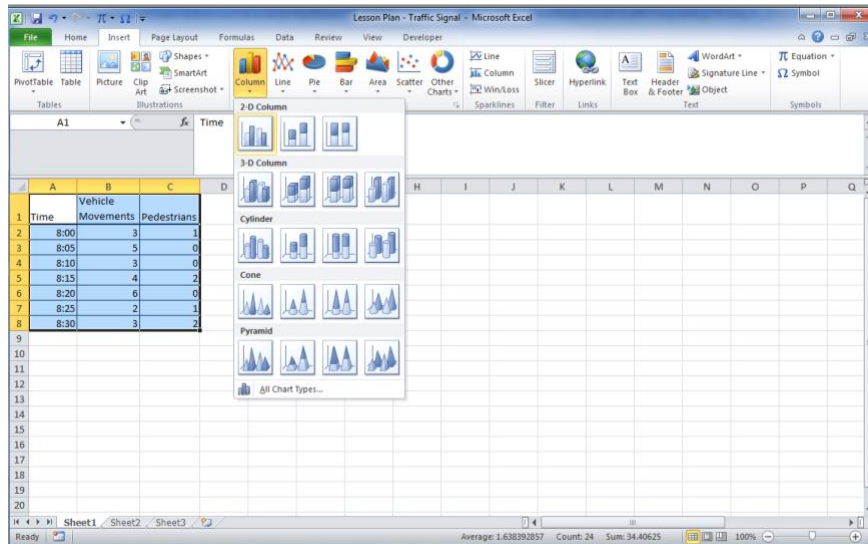 Lesson Plan - Traffic Signal - Microsoft Excel
File Home Insert Page Layout Formulas Data Review View Developer
PivotTable Table Picture Clip Art Shapes SmartArt Screenshot Column Line Pie Bar Area Scatter Other Charts Line Column Win/Loss Slicer Hyperlink Text Box Header & Footer WordArt Signature Line Object π Equation Ω Symbol
Tables Illustrations Sparklines Filter Links Text Symbols
A1 fx Time
2-D Column
3-D Column
Cylinder
Cone
Pyramid
All Chart Types...
A B C D H I J K L M N O P Q
1 Time Vehicle Movements Pedestrians
2 8:00 3 1
3 8:05 5 0
4 8:10 3 0
5 8:15 4 2
6 8:20 6 0
7 8:25 2 1
8 8:30 3 2
9
10
11
12
13
14
15
16
17
18
19
20
Sheet1 Sheet2 Sheet3
Ready Average: 1.638392857 Count: 24 Sum: 34.40625 100%